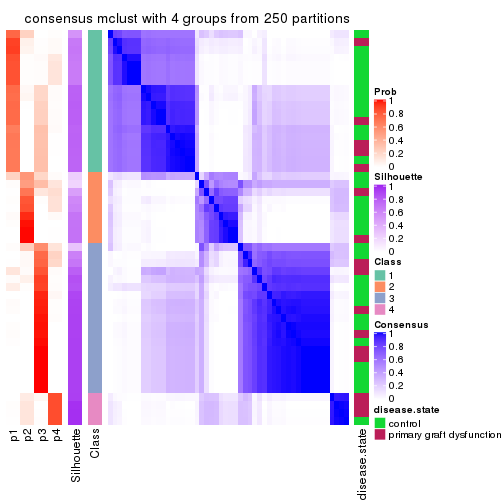 consensus mclust with 4 groups from 250 partitions
Prob
1
0.8
0.6
0.4
0.2
0
Silhouette
1
0.8
0.6
0.4
0.2
0
Class
1
2
3
4
Consensus
1
0.8
0.6
0.4
0.2
0
disease.state
control
primary graft dysfunction
p1
p2
p3
p4
Silhouette
Class
disease.state